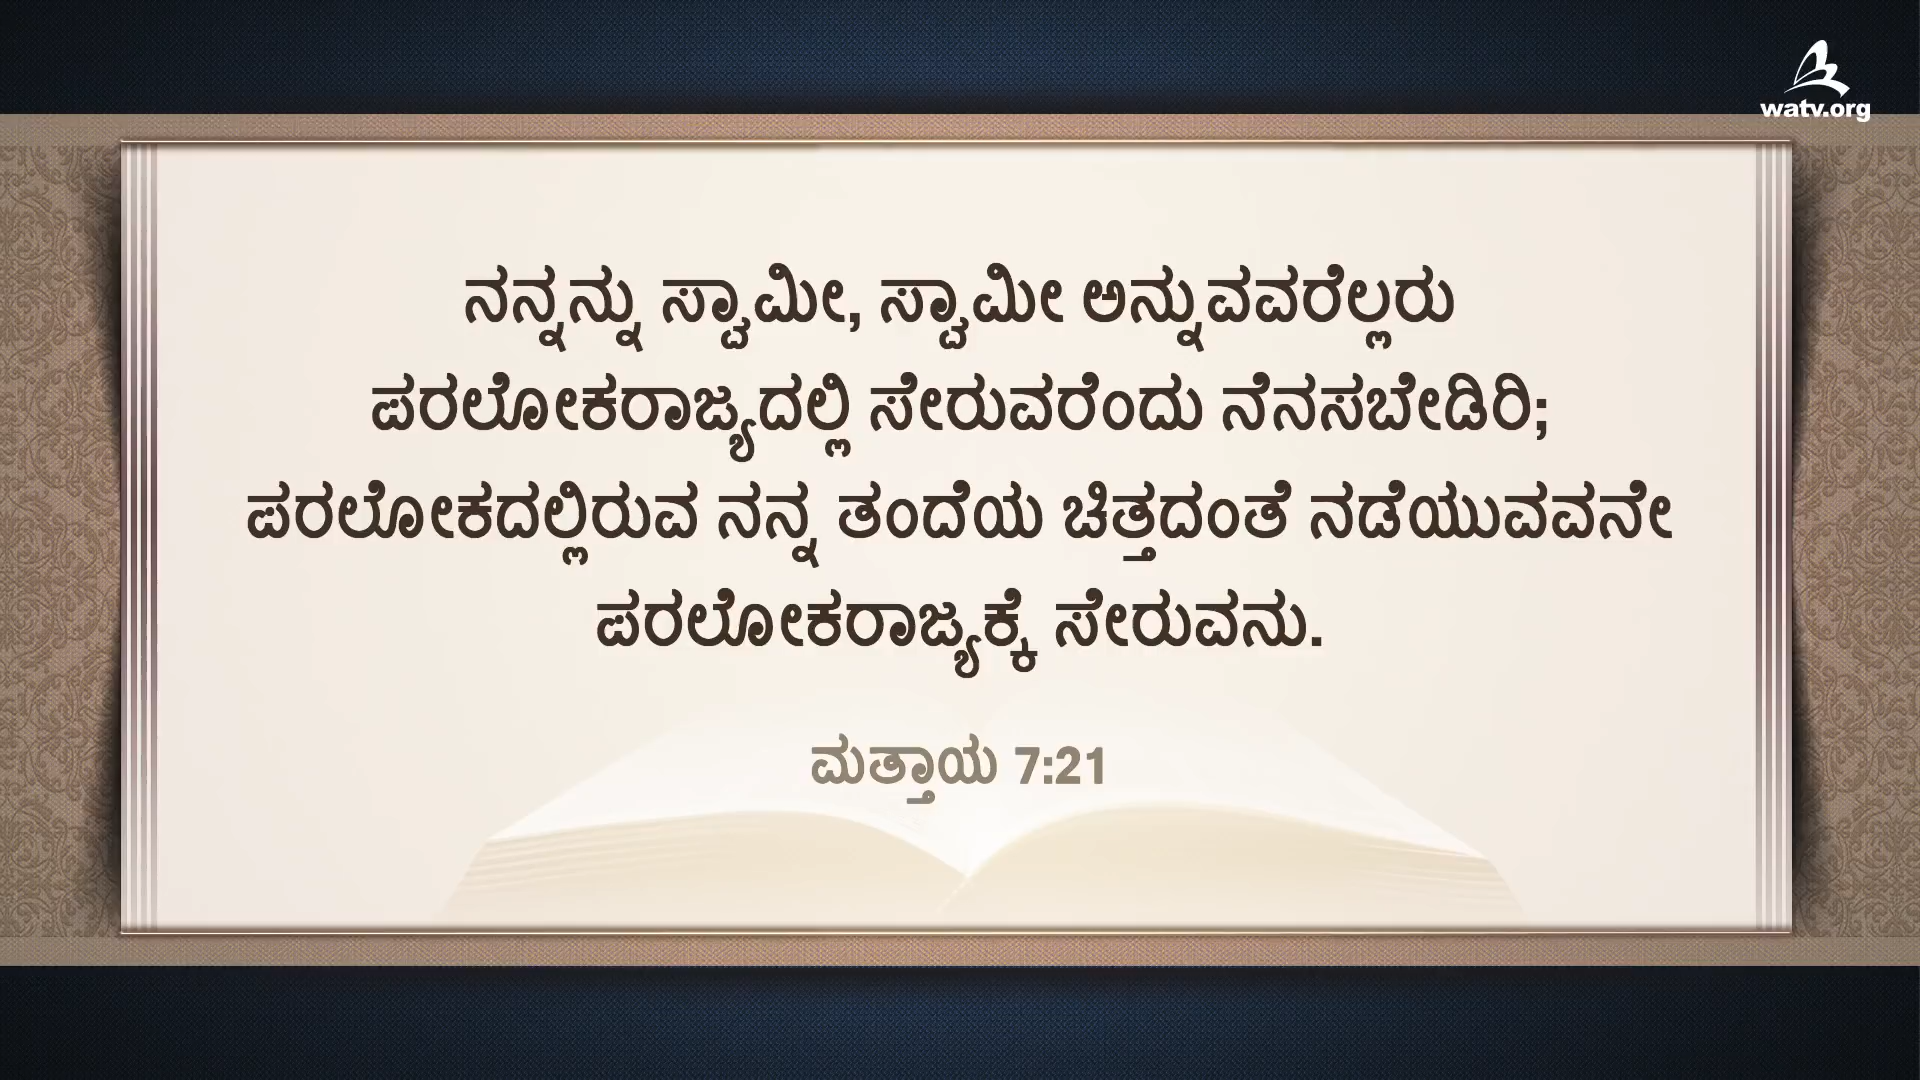 watv.org
ನನ್ನನ್ನು ಸ್ವಾಮೀ, ಸ್ವಾಮೀ ಅನ್ನುವವರೆಲ್ಲರು
ಪರಲೋಕರಾಜ್ಯದಲ್ಲಿ ಸೇರುವರೆಂದು ನೆನಸಬೇಡಿರಿ;
ಪರಲೋಕದಲ್ಲಿರುವ ನನ್ನ ತಂದೆಯ ಚಿತ್ತದಂತೆ ನಡೆಯುವವನೇ
ಪರಲೋಕರಾಜ್ಯಕ್ಕೆ ಸೇರುವನು.
ಮತ್ತಾಯ 7:21